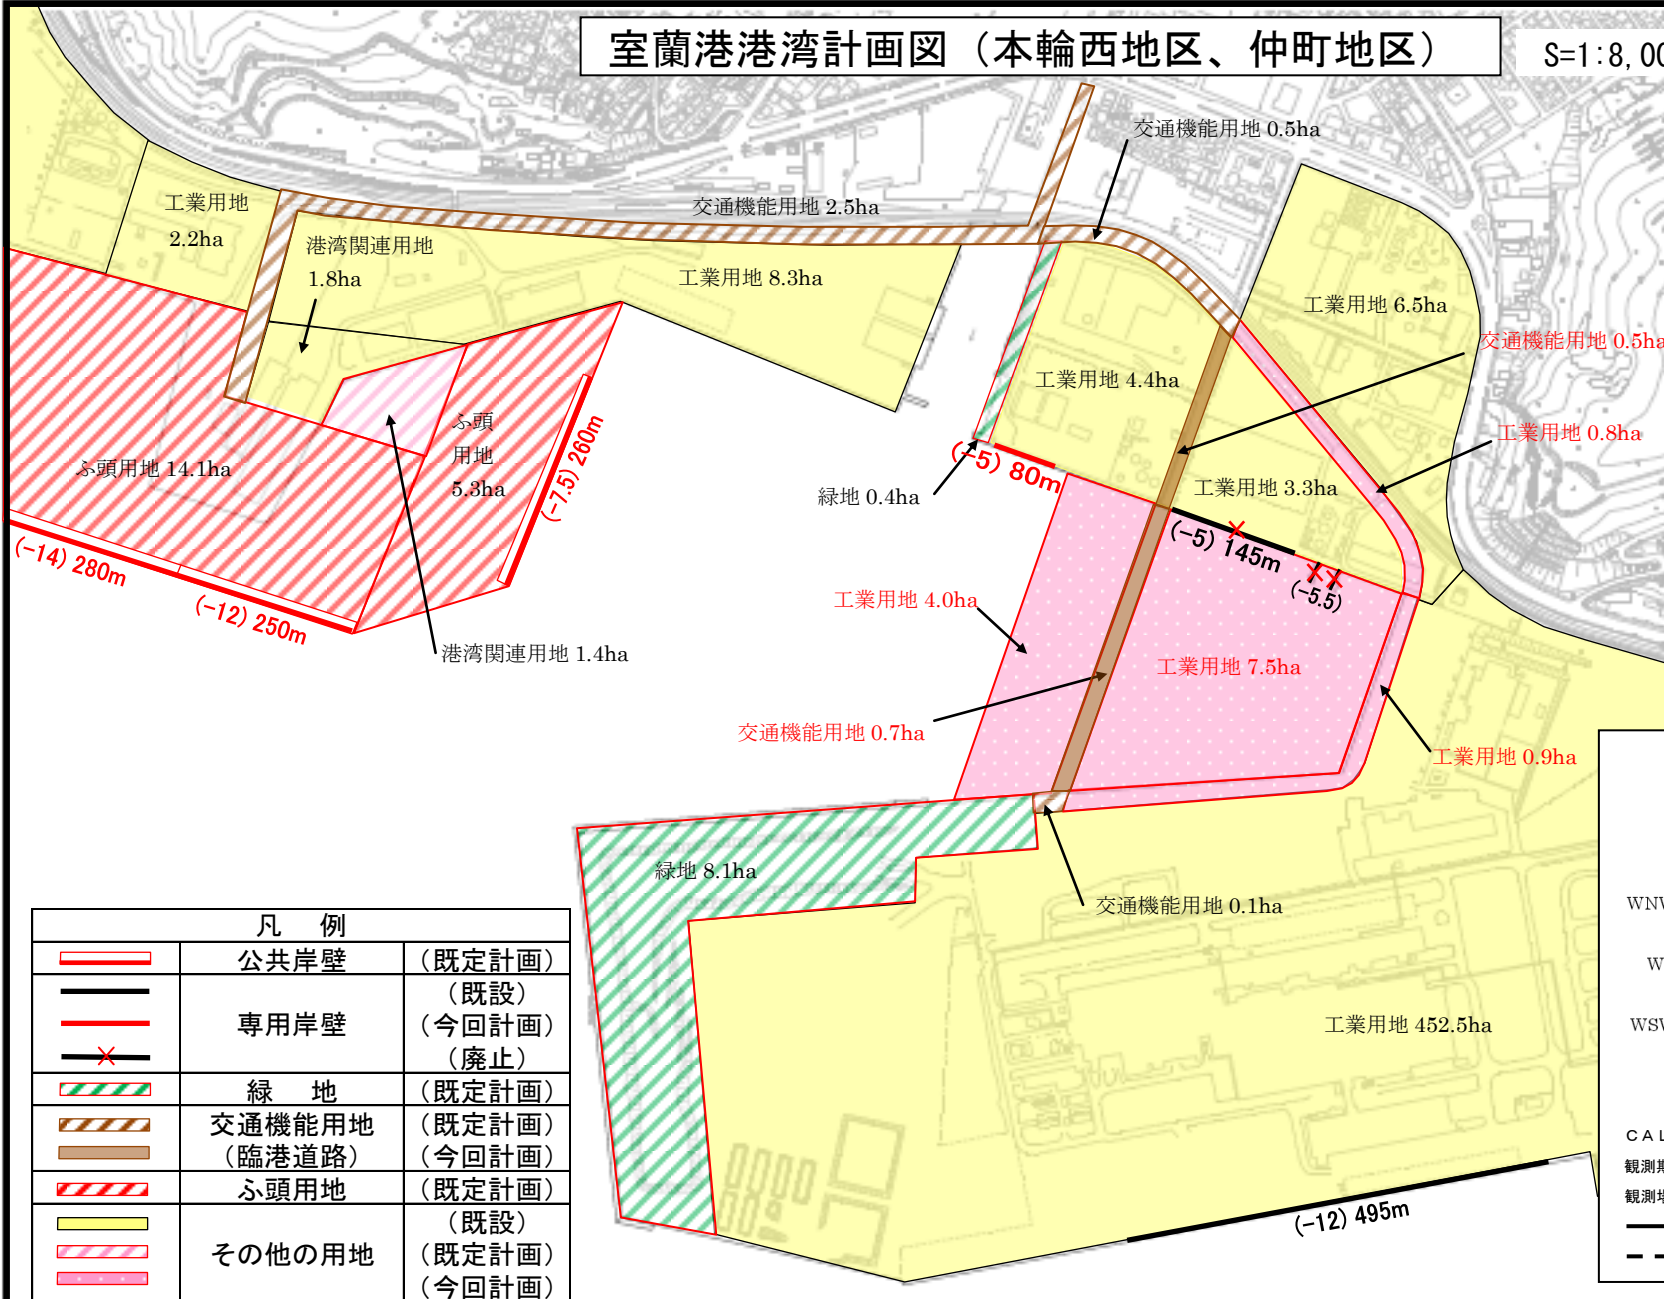 室蘭港港湾計画図（本輪西地区、仲町地区）
S=1:8,00
交通機能用地 0.5ha
工業用地
2.2ha
交通機能用地 2.5ha
港湾関連用地
1.8ha
工業用地 8.3ha
工業用地 6.5ha
交通機能用地 0.5ha
工業用地 4.4ha
ふ頭
用地
5.3ha
(-7.5) 260m
工業用地 0.8ha
ふ頭用地 14.1ha
(-5) 80m
緑地 0.4ha
工業用地 3.3ha
(-5) 145m
(-5.5)
(-14) 280m
(-12) 250m
工業用地 4.0ha
港湾関連用地 1.4ha
工業用地 7.5ha
交通機能用地 0.7ha
工業用地 0.9ha
緑地 8.1ha
交通機能用地 0.1ha
工業用地 452.5ha
(-12) 495m
凡　例
公共岸壁 （既定計画）
（既設）
専用岸壁 （今回計画）
（廃止）
緑　地 （既定計画）
交通機能用地 （既定計画）
（臨港道路） （今回計画）
ふ頭用地 （既定計画）
（既設）
その他の用地 （既定計画）
（今回計画）
WNW
W
WSW
CAL
観測期
観測場